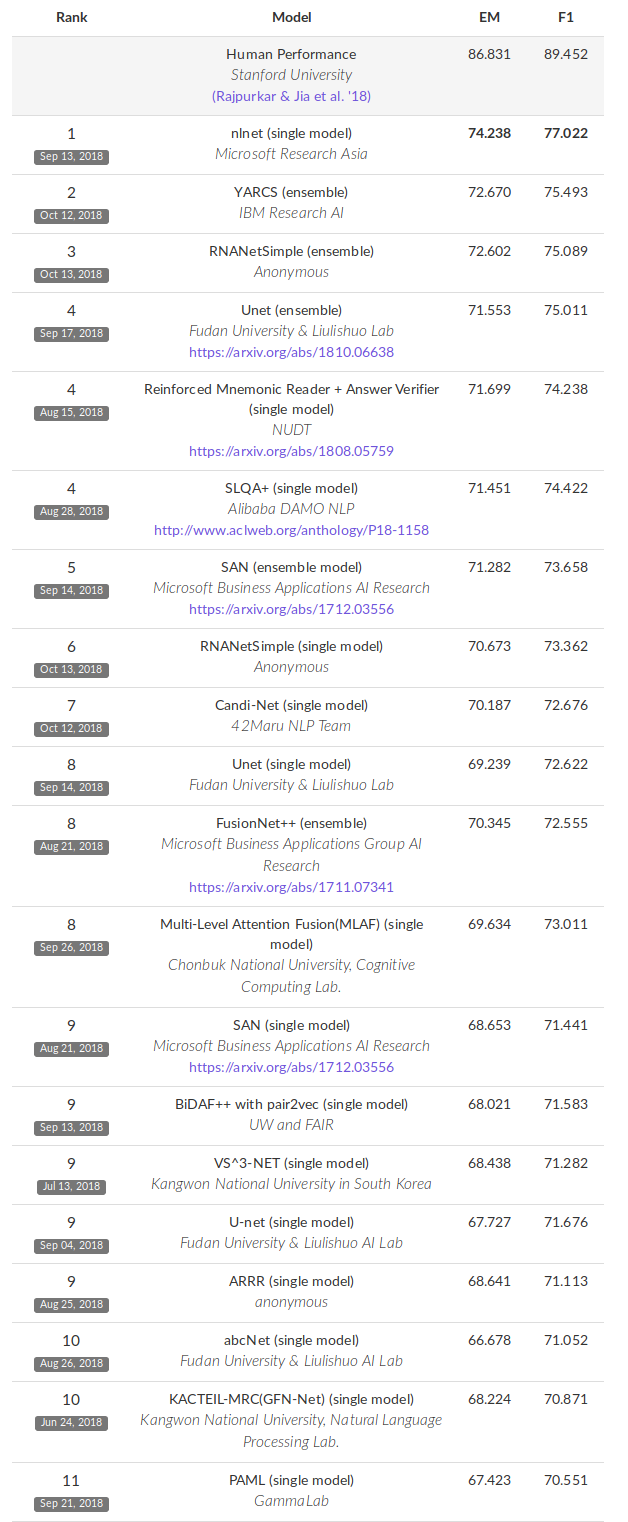 Rank Model EM F1
Human Performance 86.831 89.452
Stanford University
(Rajpurkar & Jia et al. '18)
1 nlnet (single model) 74.238 77.022
Sep 13, 2018 Microsoft Research Asia
2 YARCS (ensemble) 72.670 75.493
Oct 12, 2018 IBM Research AI
3 RNANetSimple (ensemble) 72.602 75.089
Oct 13, 2018 Anonymous
4 Unet (ensemble) 71.553 75.011
Sep 17, 2018 Fudan University & Liulishuo Lab
https://arxiv.org/abs/1810.06638
4 Reinforced Mnemonic Reader + Answer Verifier 71.699 74.238
Aug 15, 2018 (single model)
NUDT
https://arxiv.org/abs/1808.05759
4 SLQA+ (single model) 71.451 74.422
Aug 28, 2018 Alibaba DAMO NLP
http://www.aclweb.org/anthology/P18-1158
5 SAN (ensemble model) 71.282 73.658
Sep 14, 2018 Microsoft Business Applications AI Research
https://arxiv.org/abs/1712.03556
6 RNANetSimple (single model) 70.673 73.362
Oct 13, 2018 Anonymous
7 Candi-Net (single model) 70.187 72.676
Oct 12, 2018 42Maru NLP Team
8 Unet (single model) 69.239 72.622
Sep 14, 2018 Fudan University & Liulishuo Lab
8 FusionNet++ (ensemble) 70.345 72.555
Aug 21, 2018 Microsoft Business Applications Group AI
Research
https://arxiv.org/abs/1711.07341
8 Multi-Level Attention Fusion(MLAF) (single 69.634 73.011
Sep 26, 2018 model)
Chonbuk National University, Cognitive
Computing Lab.
9 SAN (single model) 68.653 71.441
Aug 21, 2018 Microsoft Business Applications AI Research
https://arxiv.org/abs/1712.03556
9 BiDAF++ with pair2vec (single model) 68.021 71.583
Sep 13, 2018 UW and FAIR
9 VS^3-NET (single model) 68.438 71.282
Jul 13, 2018 Kangwon National University in South Korea
9 U-net (single model) 67.727 71.676
Sep 04, 2018 Fudan University & Liulishuo AI Lab
9 ARRR (single model) 68.641 71.113
Aug 25, 2018 anonymous
10 abcNet (single model) 66.678 71.052
Aug 26, 2018 Fudan University & Liulishuo AI Lab
10 KACTEIL-MRC(GFN-Net) (single model) 68.224 70.871
Jun 24, 2018 Kangwon National University, Natural Language
Processing Lab.
11 PAML (single model) 67.423 70.551
Sep 21, 2018 GammaLab